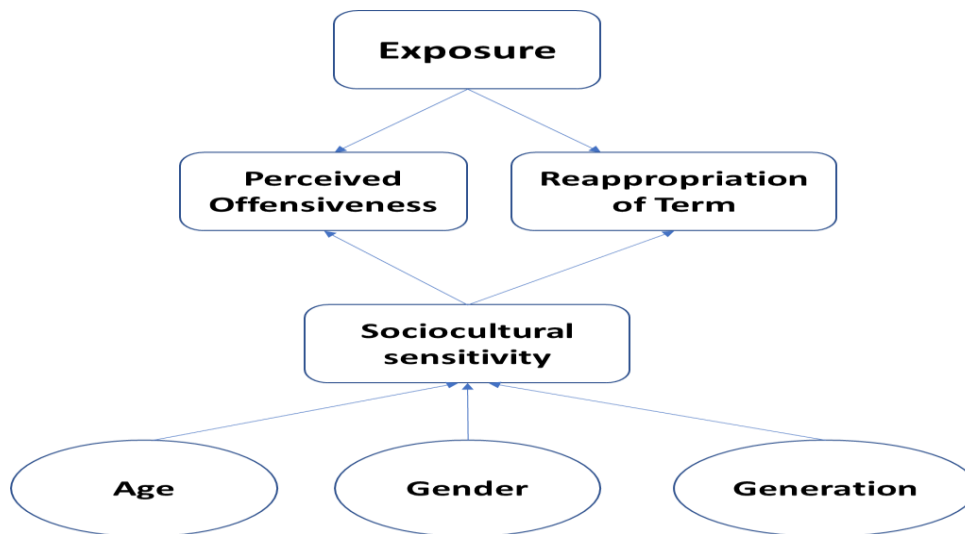 Exposure
Perceived
Offensiveness
Reappropriation
of Term
Sociocultural
sensitivity
Age
Gender
Generation